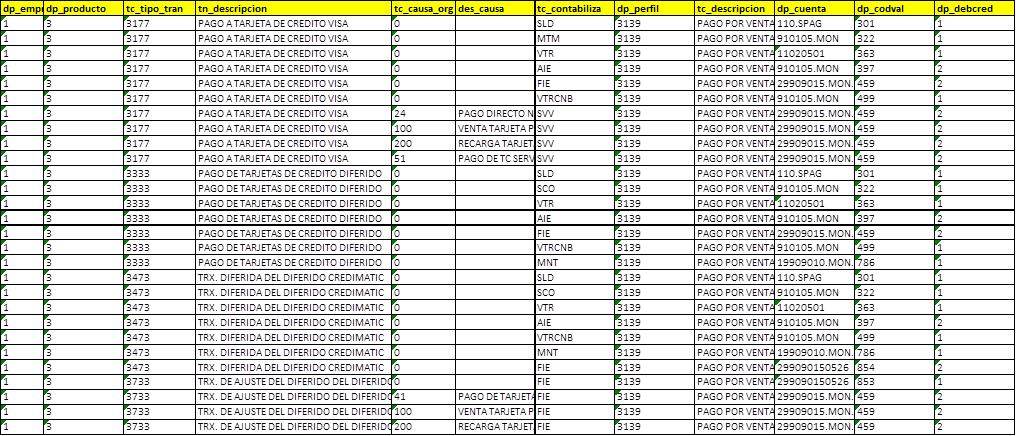 dp_empr dp_producto tc_tipo_tran tn_descripcion tc_causa_org des_causa tc_contabiliza dp_perfil tc_descripcion dp_cuenta dp_codval dp_debcred
1 3 3177 PAGO A TARJETA DE CREDITO VISA 0 SLD 3139 PAGO POR VENTA 110.SPAG 301 1
1 3 3177 PAGO A TARJETA DE CREDITO VISA 0 MTM 3139 PAGO POR VENTA 910105.MON 322 1
1 3 3177 PAGO A TARJETA DE CREDITO VISA 0 VTR 3139 PAGO POR VENTA 11020501 363 1
1 3 3177 PAGO A TARJETA DE CREDITO VISA 0 AIE 3139 PAGO POR VENTA 910105.MON 397 2
1 3 3177 PAGO A TARJETA DE CREDITO VISA 0 FIE 3139 PAGO POR VENTA 29909015.MON. 459 2
1 3 3177 PAGO A TARJETA DE CREDITO VISA 0 VTRCNB 3139 PAGO POR VENTA 910105.MON 499 1
1 3 3177 PAGO A TARJETA DE CREDITO VISA 24 PAGO DIRECTO N SVV 3139 PAGO POR VENTA 29909015.MON. 459 2
1 3 3177 PAGO A TARJETA DE CREDITO VISA 100 VENTA TARJETA P SVV 3139 PAGO POR VENTA 29909015.MON. 459 2
1 3 3177 PAGO A TARJETA DE CREDITO VISA 200 RECARGA TARJET SVV 3139 PAGO POR VENTA 29909015.MON. 459 2
1 3 3177 PAGO A TARJETA DE CREDITO VISA 51 PAGO DE TC SERV SVV 3139 PAGO POR VENTA 29909015.MON. 459 2
1 3 3333 PAGO DE TARJETAS DE CREDITO DIFERIDO 0 SLD 3139 PAGO POR VENTA 110.SPAG 301 1
1 3 3333 PAGO DE TARJETAS DE CREDITO DIFERIDO 0 SCO 3139 PAGO POR VENTA 910105.MON 322 1
1 3 3333 PAGO DE TARJETAS DE CREDITO DIFERIDO 0 VTR 3139 PAGO POR VENTA 11020501 363 1
1 3 3333 PAGO DE TARJETAS DE CREDITO DIFERIDO 0 AIE 3139 PAGO POR VENTA 910105.MON 397 2
1 3 3333 PAGO DE TARJETAS DE CREDITO DIFERIDO 0 FIE 3139 PAGO POR VENTA 29909015.MON. 459 2
1 3 3333 PAGO DE TARJETAS DE CREDITO DIFERIDO 0 VTRCNB 3139 PAGO POR VENTA 910105.MON 499 1
1 3 3333 PAGO DE TARJETAS DE CREDITO DIFERIDO 0 MNT 3139 PAGO POR VENTA 19909010.MON. 786 1
1 3 3473 TRX. DIFERIDA DEL DIFERIDO CREDIMATIC 0 SLD 3139 PAGO POR VENTA 110.SPAG 301 1
1 3 3473 TRX. DIFERIDA DEL DIFERIDO CREDIMATIC 0 SCO 3139 PAGO POR VENTA 910105.MON 322 1
1 3 3473 TRX. DIFERIDA DEL DIFERIDO CREDIMATIC 0 VTR 3139 PAGO POR VENTA 11020501 363 1
1 3 3473 TRX. DIFERIDA DEL DIFERIDO CREDIMATIC 0 AIE 3139 PAGO POR VENTA 910105.MON 397 2
1 3 3473 TRX. DIFERIDA DEL DIFERIDO CREDIMATIC 0 VTRCNB 3139 PAGO POR VENTA 910105.MON 499 1
1 3 3473 TRX. DIFERIDA DEL DIFERIDO CREDIMATIC 0 MNT 3139 PAGO POR VENTA 19909010.MON. 786 1
1 3 3473 TRX. DIFERIDA DEL DIFERIDO CREDIMATIC 0 FIE 3139 PAGO POR VENTA 299090150526 854 2
1 3 3733 TRX. DE AJUSTE DEL DIFERIDO DEL DIFERIDO 0 FIE 3139 PAGO POR VENTA 299090150526 853 1
1 3 3733 TRX. DE AJUSTE DEL DIFERIDO DEL DIFERIDO 41 PAGO DE TARJETA FIE 3139 PAGO POR VENTA 29909015.MON. 459 2
1 3 3733 TRX. DE AJUSTE DEL DIFERIDO DEL DIFERIDO 100 VENTA TARJETA P FIE 3139 PAGO POR VENTA 29909015.MON. 459 2
1 3 3733 TRX. DE AJUSTE DEL DIFERIDO DEL DIFERIDO 200 RECARGA TARJET FIE 3139 PAGO POR VENTA 29909015.MON. 459 2